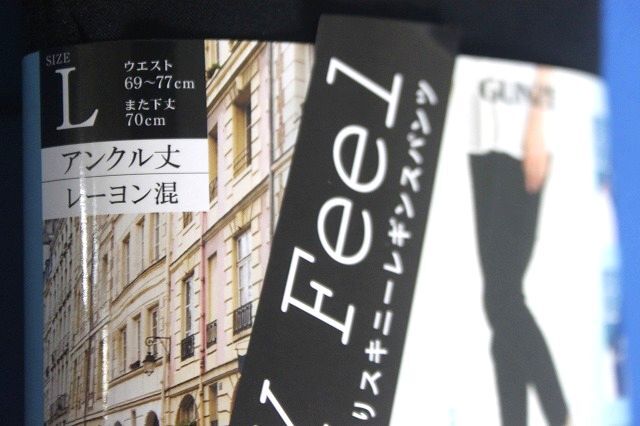 SIZE
L
ウエスト
69〜77cm
また下丈
70cm
アンクル丈
レーヨン混
Feel
リスキニーレギンスパンツ